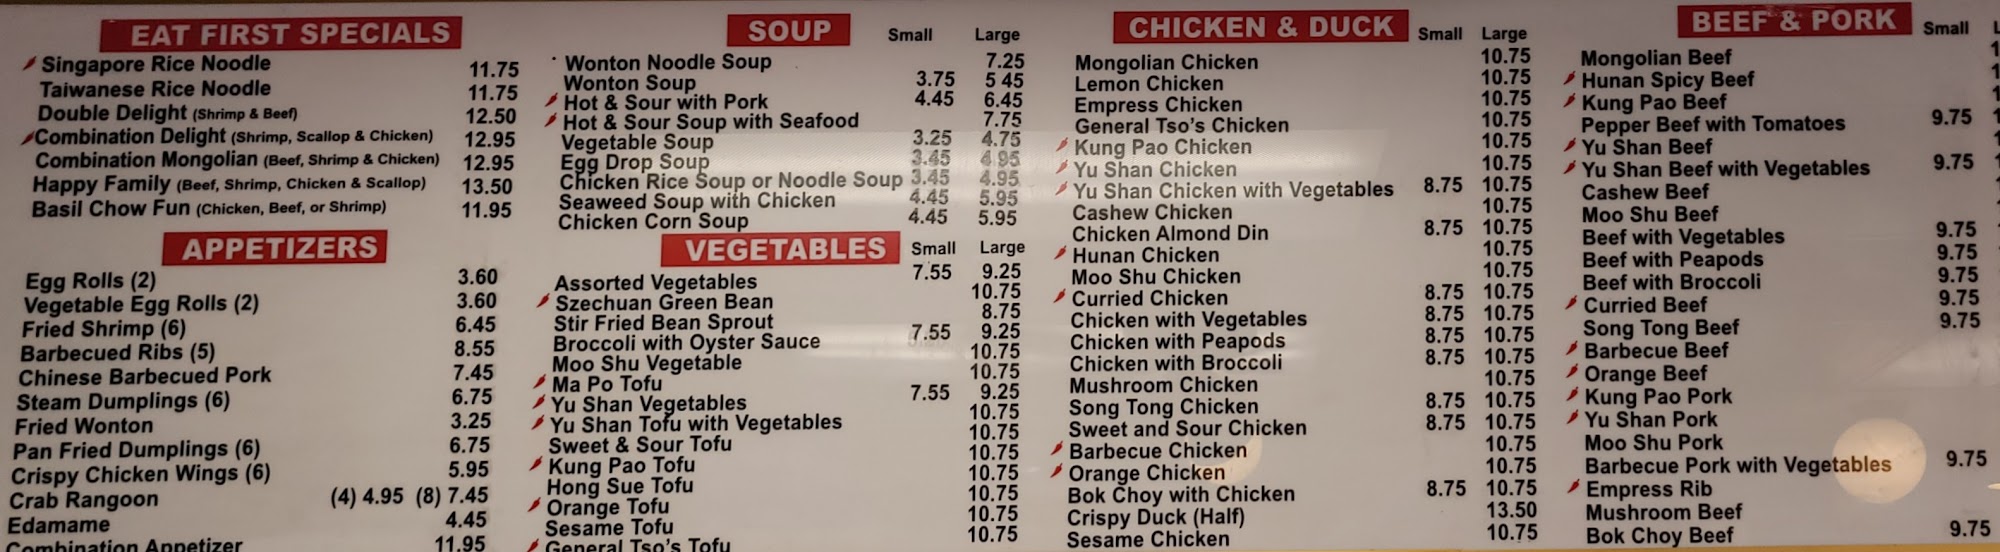 EAT FIRST SPECIALS
Singapore Rice Noodle 11.75
Taiwanese Rice Noodle 11.75
Double Delight (Shrimp & Beef) 12.50
Combination Delight (Shrimp, Scallop & Chicken) 12.95
Combination Mongolian (Beef, Shrimp & Chicken) 12.95
Happy Family (Beef, Shrimp, Chicken & Scallop) 13.50
Basil Chow Fun (Chicken, Beef, or Shrimp) 11.95
APPETIZERS
Egg Rolls (2) 3.60
Vegetable Egg Rolls (2) 3.60
Fried Shrimp (6) 6.45
Barbecued Ribs (5) 8.55
Chinese Barbecued Pork 7.45
Steam Dumplings (6) 6.75
Fried Wonton 3.25
Pan Fried Dumplings (6) 6.75
Crispy Chicken Wings (6) 5.95
Crab Rangoon (4) 4.95 (8) 7.45
Edamame 4.45
Combination Appetizer 11.95
SOUP Small Large
Wonton Noodle Soup 7.25
Wonton Soup 3.75 5 45
Hot & Sour with Pork 4.45 6.45
Hot & Sour Soup with Seafood 7.75
Vegetable Soup 3.25 4.75
Egg Drop Soup 3.45 4.95
Chicken Rice Soup or Noodle Soup 3.45 4.95
Seaweed Soup with Chicken 4.45 5.95
Chicken Corn Soup 4.45 5.95
VEGETABLES Small Large
Assorted Vegetables 7.55 9.25
Szechuan Green Bean 10.75
Stir Fried Bean Sprout 8.75
Broccoli with Oyster Sauce 7.55 9.25
Moo Shu Vegetable 10.75
Ma Po Tofu 10.75
Yu Shan Vegetables 7.55 9.25
Yu Shan Tofu with Vegetables 10.75
Sweet & Sour Tofu 10.75
Kung Pao Tofu 10.75
Hong Sue Tofu 10.75
Orange Tofu 10.75
Sesame Tofu 10.75
General Tso's Tofu 10.75
CHICKEN & DUCK Small Large
Mongolian Chicken 10.75
Lemon Chicken 10.75
Empress Chicken 10.75
General Tso's Chicken 10.75
Kung Pao Chicken 10.75
Yu Shan Chicken 10.75
Yu Shan Chicken with Vegetables 8.75 10.75
Cashew Chicken 10.75
Chicken Almond Din 8.75 10.75
Hunan Chicken 10.75
Moo Shu Chicken 10.75
Curried Chicken 8.75 10.75
Chicken with Vegetables 8.75 10.75
Chicken with Peapods 8.75 10.75
Chicken with Broccoli 8.75 10.75
Mushroom Chicken 10.75
Song Tong Chicken 8.75 10.75
Sweet and Sour Chicken 8.75 10.75
Barbecue Chicken 10.75
Orange Chicken 10.75
Bok Choy with Chicken 8.75 10.75
Crispy Duck (Half) 13.50
Sesame Chicken 10.75
BEEF & PORK Small
Mongolian Beef
Hunan Spicy Beef
Kung Pao Beef
Pepper Beef with Tomatoes 9.75
Yu Shan Beef
Yu Shan Beef with Vegetables 9.75
Cashew Beef
Moo Shu Beef
Beef with Vegetables 9.75
Beef with Peapods 9.75
Beef with Broccoli 9.75
Curried Beef 9.75
Song Tong Beef 9.75
Barbecue Beef
Orange Beef
Kung Pao Pork
Yu Shan Pork
Moo Shu Pork
Barbecue Pork with Vegetables 9.75
Empress Rib
Mushroom Beef
Bok Choy Beef 9.75